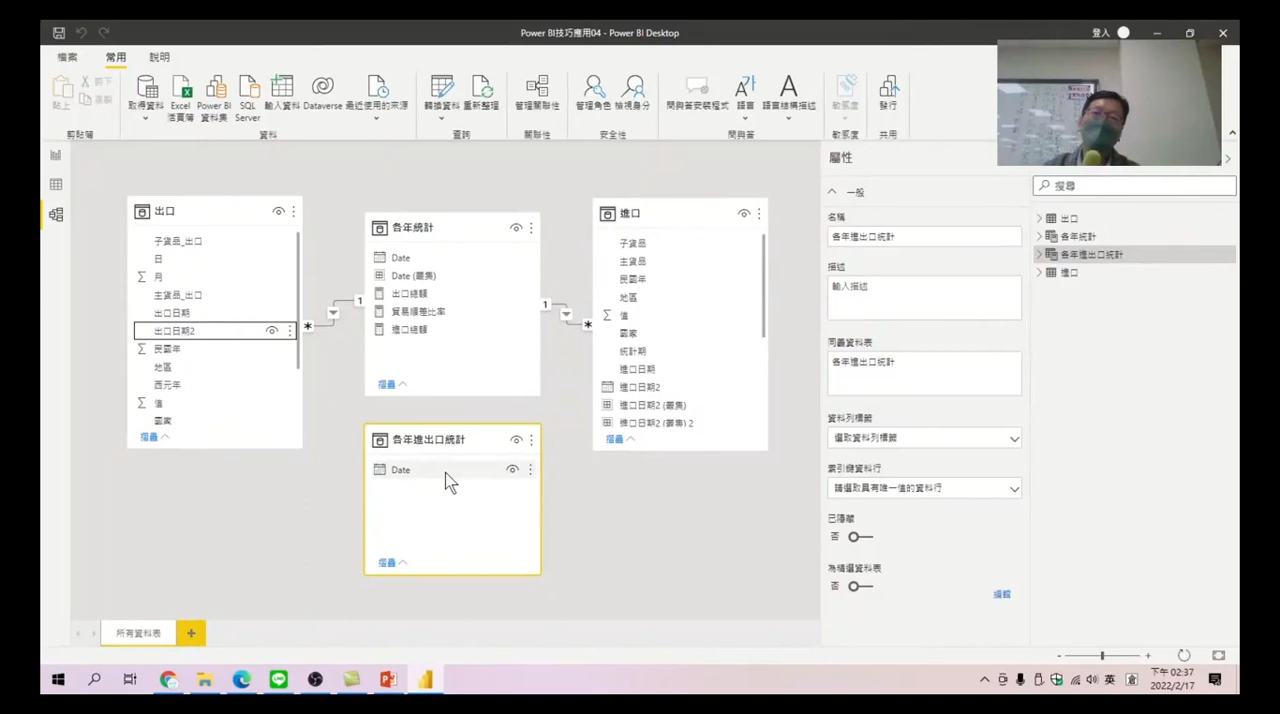 Power BI技巧應用04 - Power BI Desktop
登入
檔案
常用
說明
貼上
剪下
複製
取得資料
Excel
活頁簿
Power BI
資料集
SQL
Server
輸入資料
Dataverse
最近使用的來源
轉換資料
重新整理
管理關聯性
管理角色
檢視身分
問與答安裝程式
語言
語言結構描述
敏感度
發行
剪貼簿
資料
查詢
關聯性
安全性
問與答
敏感度
共用
出口
子貨品_出口
日
月
主貨品_出口
出口日期
出口日期2
民國年
地區
西元年
值
國家
摺疊
*
1
各年統計
Date
Date (叢集)
出口總額
貿易順差比率
進口總額
摺疊
1
*
進口
子貨品
主貨品
民國年
地區
值
國家
統計期
進口日期
進口日期2
進口日期2 (叢集)
進口日期2 (叢集) 2
摺疊
各年進出口統計
Date
摺疊
屬性
一般
名稱
各年進出口統計
描述
輸入描述
同義資料表
各年進出口統計
資料列標籤
選取資料列標籤
索引鍵資料行
請選取具有唯一值的資料行
已隱藏
否
為精選資料表
否
編輯
搜尋
出口
各年統計
各年進出口統計
進口
所有資料表
下午 02:37
2022/2/17
英